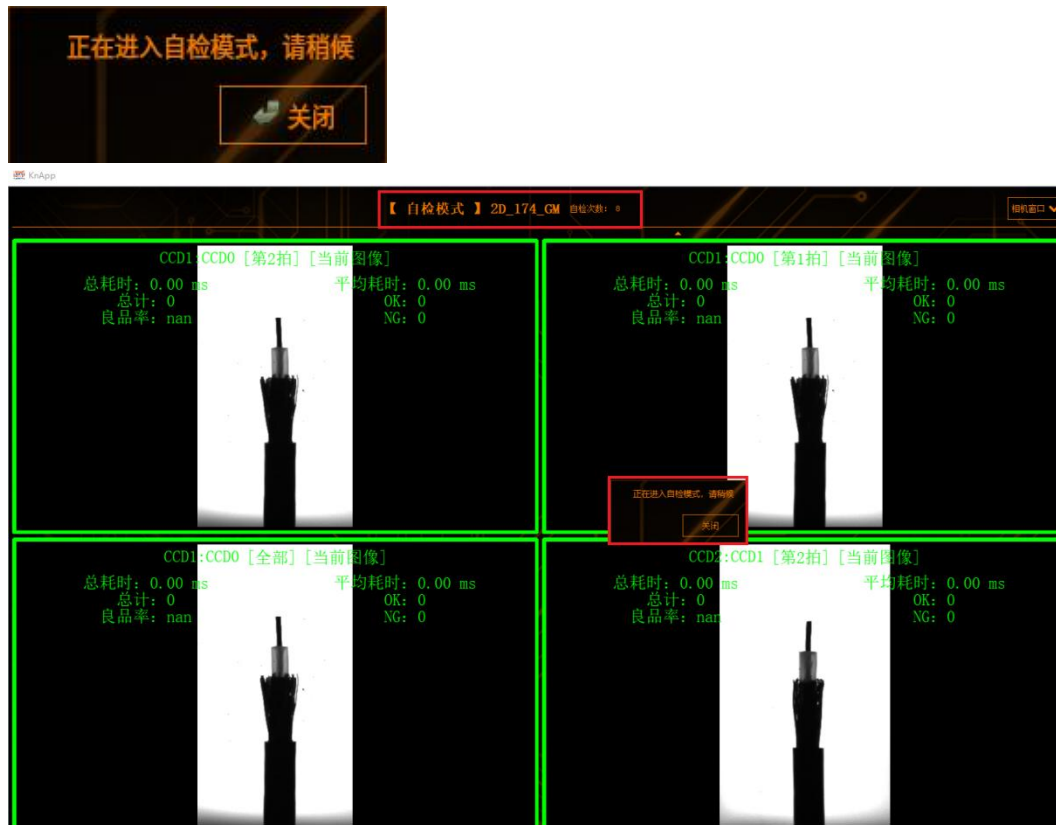 正在进入自检模式，请稍候
关闭
KnApp
【 自检模式 】 2D_174_GM 自检次数: 0
相机窗口
CCD1:CCD0 [第2拍] [当前图像]
总耗时: 0.00 ms 平均耗时: 0.00 ms
总计: 0 OK: 0
良品率: nan NG: 0
CCD1:CCD0 [第1拍] [当前图像]
总耗时: 0.00 ms 平均耗时: 0.00 ms
总计: 0 OK: 0
良品率: nan NG: 0
正在进入自检模式，请稍候
关闭
CCD1:CCD0 [全部] [当前图像]
总耗时: 0.00 ms 平均耗时: 0.00 ms
总计: 0 OK: 0
良品率: nan NG: 0
CCD2:CCD1 [第2拍] [当前图像]
总耗时: 0.00 ms 平均耗时: 0.00 ms
总计: 0 OK: 0
良品率: nan NG: 0